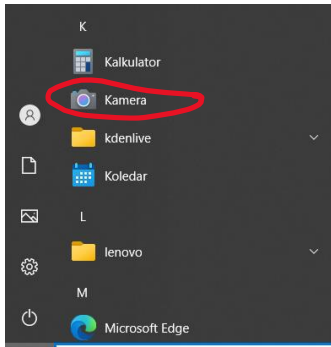 K
Kalkulator
Kamera
kdenlive
Koledar
L
lenovo
M
Microsoft Edge